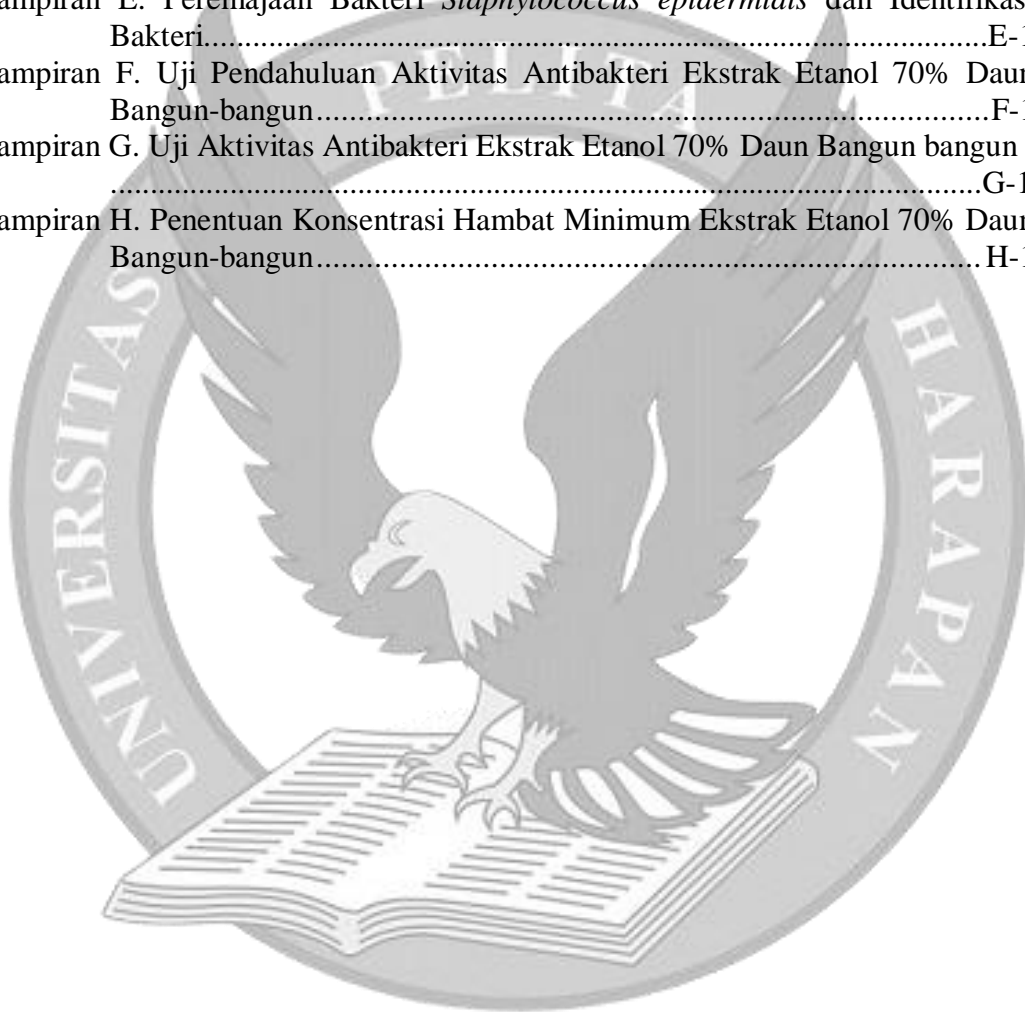 ampiran E. Peremajaan Bakteri Staphylococcus epidermidis dan Identifikas
Bakteri...............................................................................................E-1
ampiran F. Uji Pendahuluan Aktivitas Antibakteri Ekstrak Etanol 70% Daun
Bangun-bangun.....................................................................................F-1
ampiran G. Uji Aktivitas Antibakteri Ekstrak Etanol 70% Daun Bangun bangun
.........................................................................................................G-1
ampiran H. Penentuan Konsentrasi Hambat Minimum Ekstrak Etanol 70% Daun
Bangun-bangun................................................................................. H-1
UNIVERSITAS PELITA HARAPAN